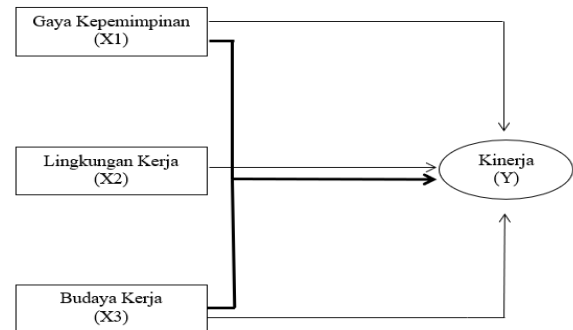 Gaya Kepemimpinan
(X1)
Lingkungan Kerja
(X2)
Kinerja
(Y)
Budaya Kerja
(X3)